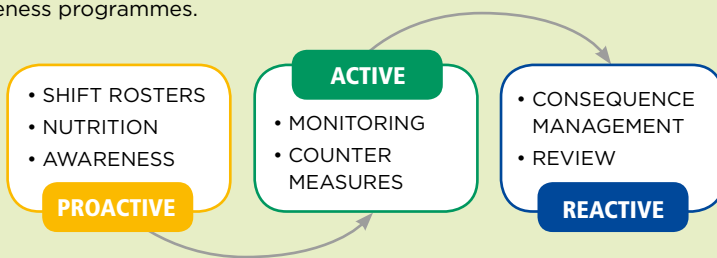 eness programmes.
• SHIFT ROSTERS
• NUTRITION
• AWARENESS
PROACTIVE
ACTIVE
• MONITORING
• COUNTER
MEASURES
• CONSEQUENCE
MANAGEMENT
• REVIEW
REACTIVE